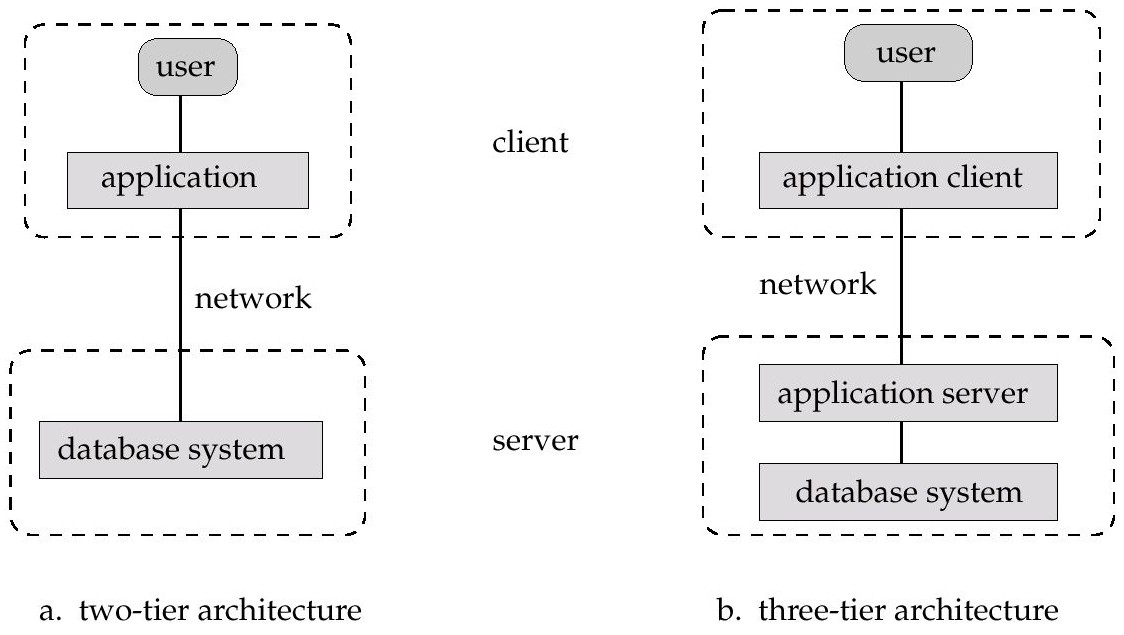 user
application
network
database system
client
server
user
application client
network
application server
database system
a. two-tier architecture
b. three-tier architecture